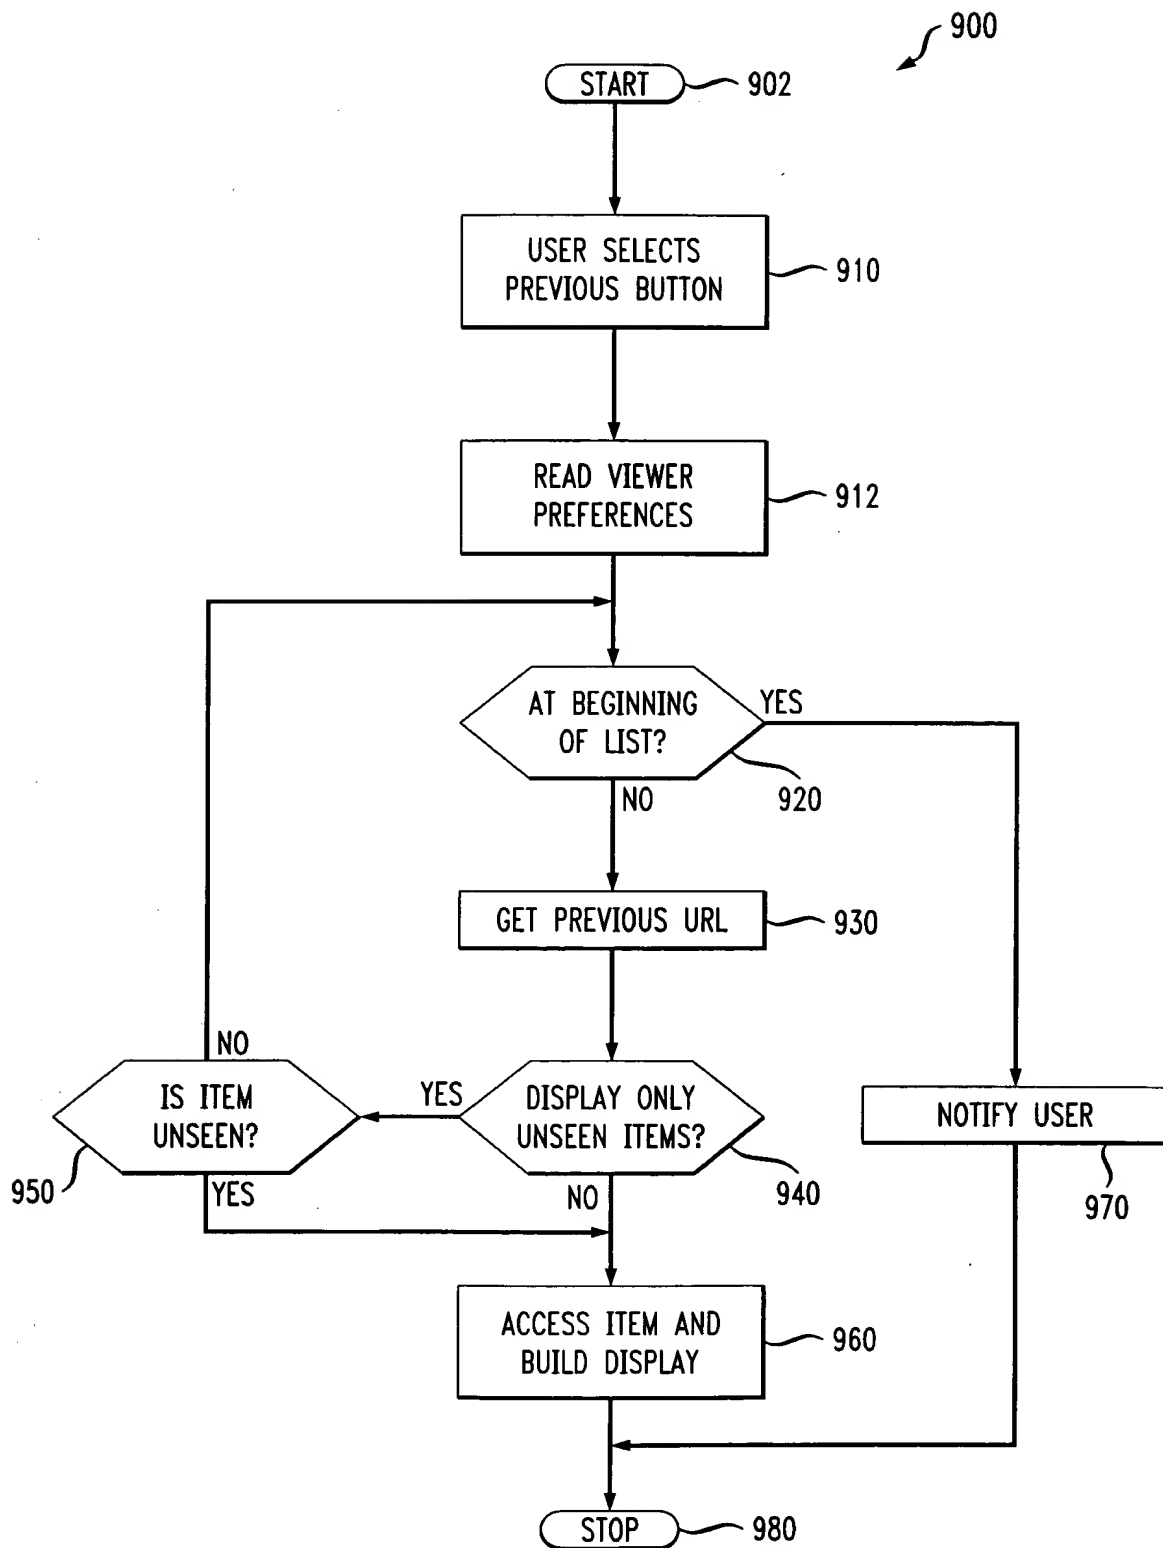 900
START
902
USER SELECTS
PREVIOUS BUTTON
910
READ VIEWER
PREFERENCES
912
AT BEGINNING
OF LIST?
YES
920
NO
GET PREVIOUS URL
930
NO
IS ITEM
UNSEEN?
YES
DISPLAY ONLY
UNSEEN ITEMS?
NOTIFY USER
950
YES
NO
940
970
ACCESS ITEM AND
BUILD DISPLAY
960
STOP
980